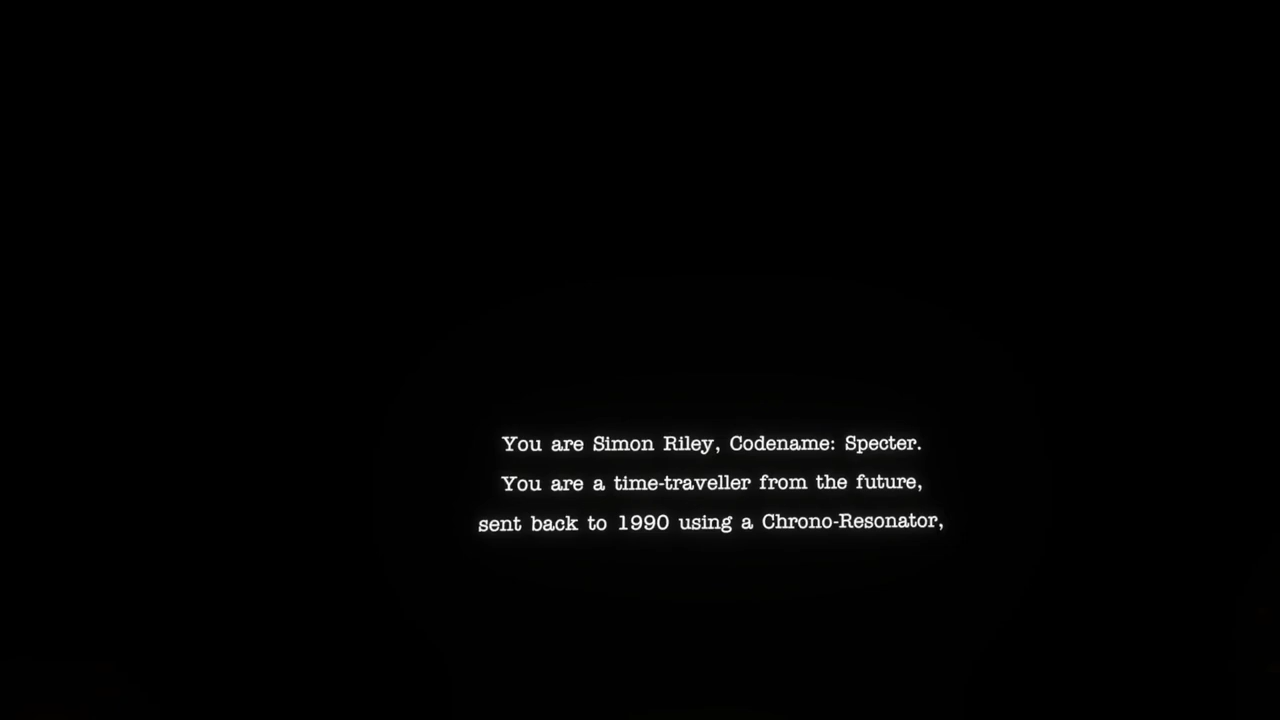 You are Simon Riley, Codename: Specter.
You are a time-traveller from the future,
sent back to 1990 using a Chrono-Resonator,